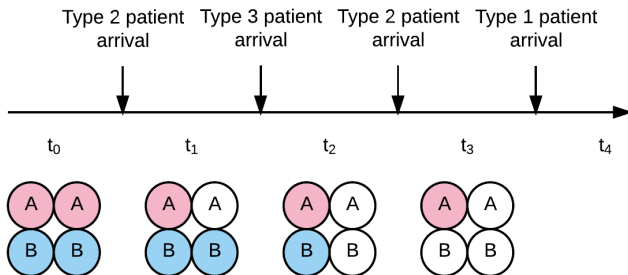 Type 2 patient arrival
Type 3 patient arrival
Type 2 patient arrival
Type 1 patient arrival
t0 t1 t2 t3 t4
A A A A A A A A
B B B B B B B B